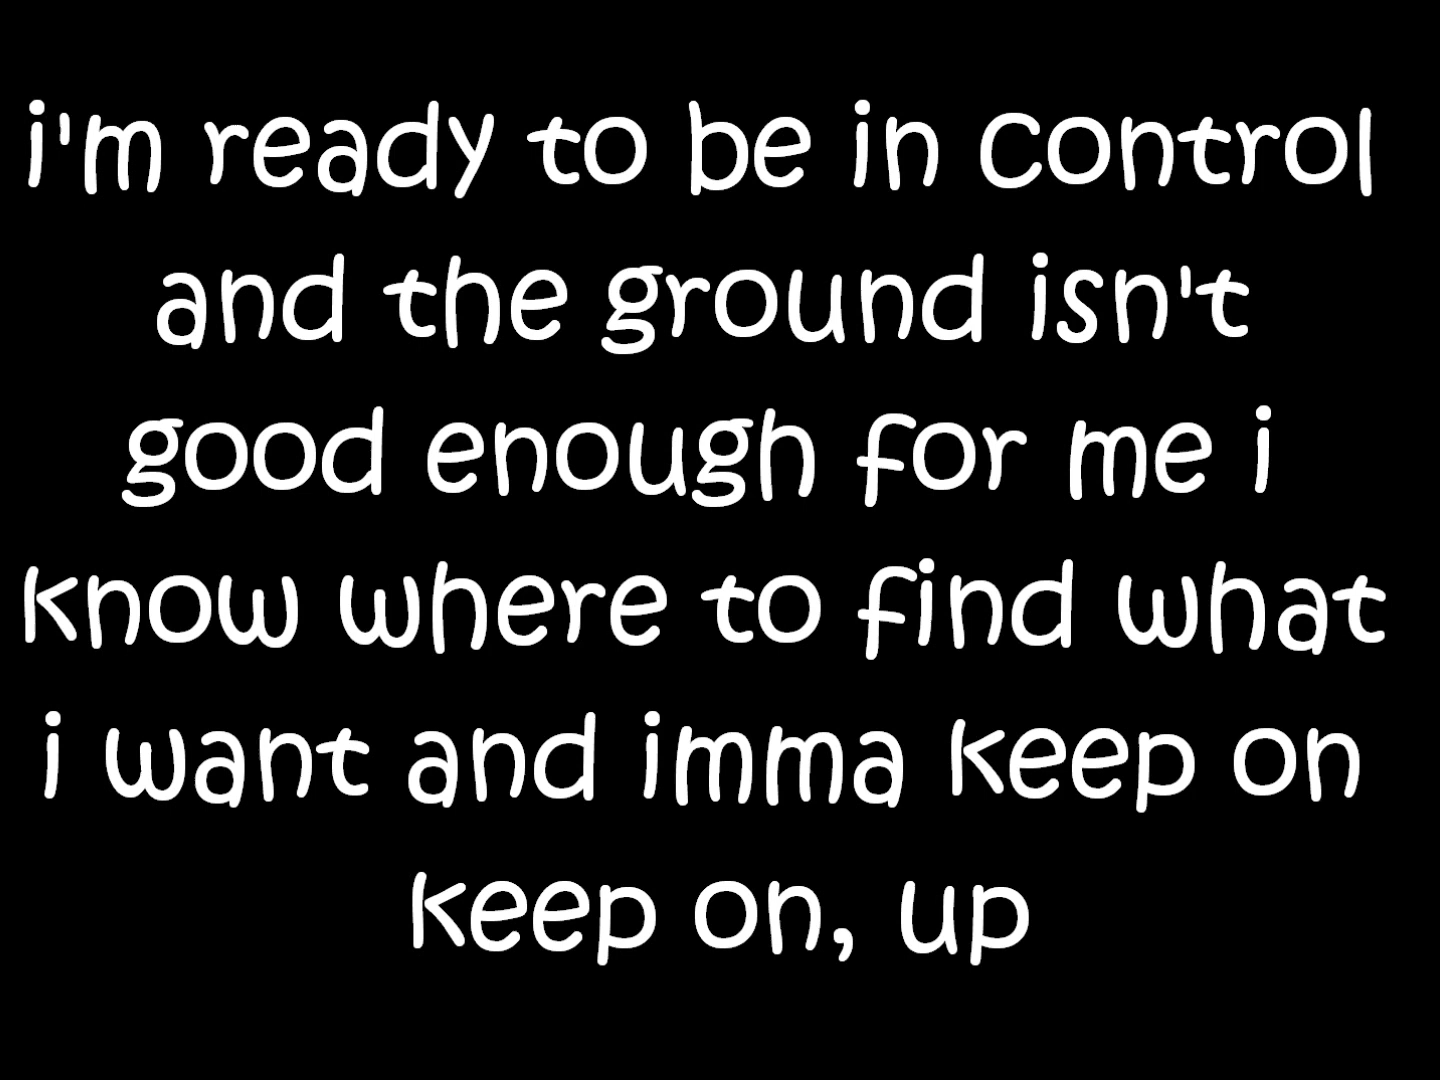 i'm ready to be in control
and the ground isn't
good enough for me i
know where to find what
i want and imma keep on
keep on, up